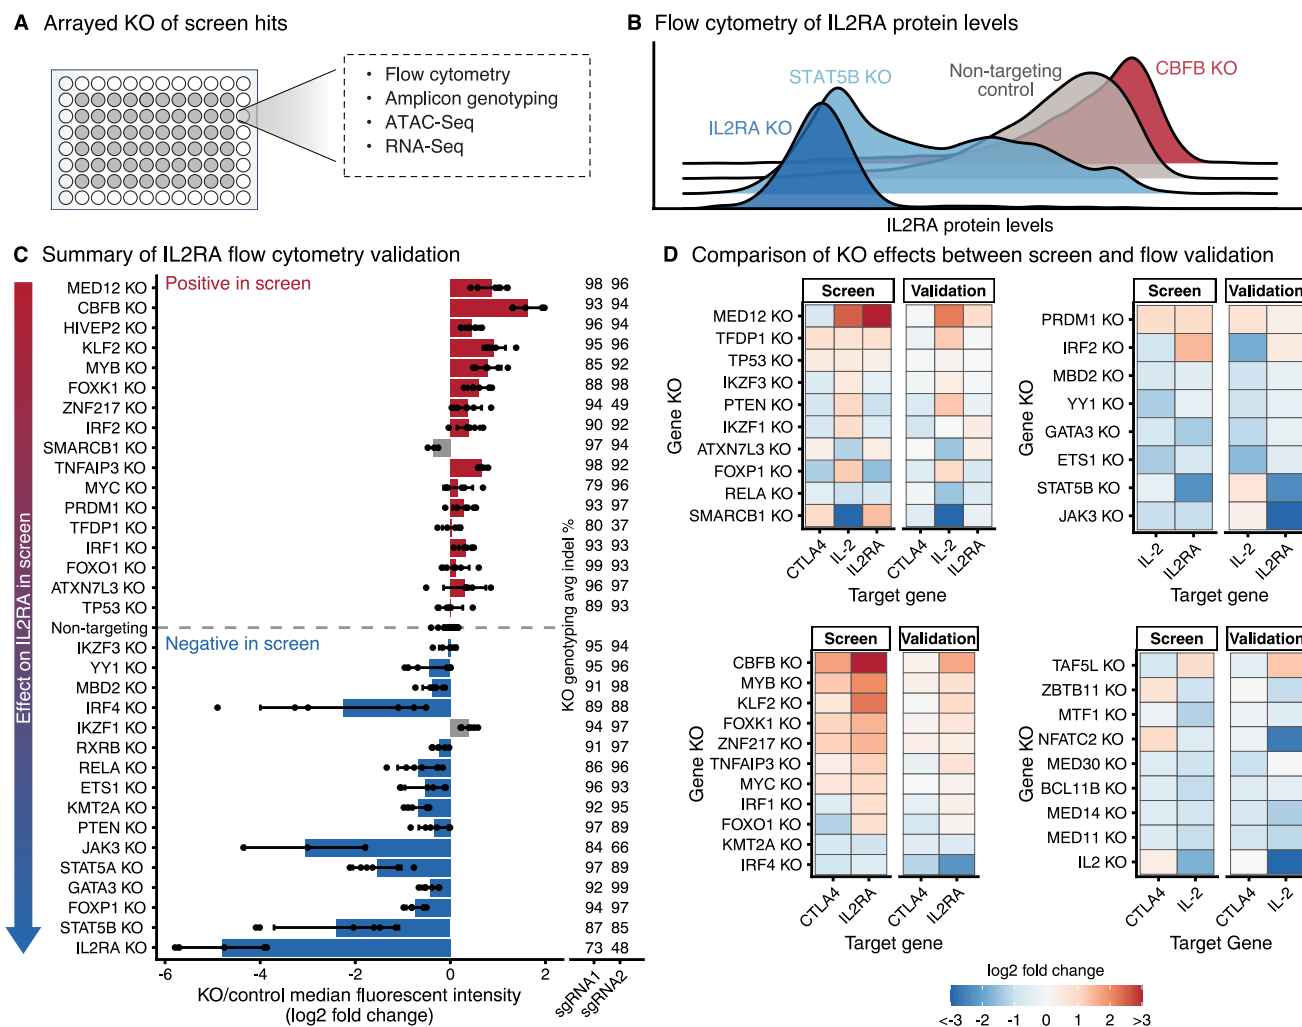 A Arrayed KO of screen hits
• Flow cytometry
• Amplicon genotyping
• ATAC-Seq
• RNA-Seq
B Flow cytometry of IL2RA protein levels
STAT5B KO
Non-targeting
control
CBFB KO
IL2RA KO
IL2RA protein levels
C Summary of IL2RA flow cytometry validation
Effect on IL2RA in screen
Positive in screen
MED12 KO 98 96
CBFB KO 93 94
HIVEP2 KO 96 94
KLF2 KO 95 96
MYB KO 85 92
FOXK1 KO 88 98
ZNF217 KO 94 49
IRF2 KO 90 92
SMARCB1 KO 97 94
TNFAIP3 KO 98 92
MYC KO 79 96
PRDM1 KO 93 97
TFDP1 KO 80 37
IRF1 KO 93 93
FOXO1 KO 99 93
ATXN7L3 KO 96 97
TP53 KO 89 93
Non-targeting
Negative in screen
IKZF3 KO 95 94
YY1 KO 95 96
MBD2 KO 91 98
IRF4 KO 89 88
IKZF1 KO 94 97
RXRB KO 91 97
RELA KO 86 96
ETS1 KO 96 93
KMT2A KO 92 95
PTEN KO 97 89
JAK3 KO 84 66
STAT5A KO 97 89
GATA3 KO 92 99
FOXP1 KO 94 97
STAT5B KO 87 85
IL2RA KO 73 48
KO genotyping avg indel %
-6 -4 -2 0 2
sgRNA1 sgRNA2
KO/control median fluorescent intensity
(log2 fold change)
D Comparison of KO effects between screen and flow validation
Screen Validation
Gene KO
MED12 KO
TFDP1 KO
TP53 KO
IKZF3 KO
PTEN KO
IKZF1 KO
ATXN7L3 KO
FOXP1 KO
RELA KO
SMARCB1 KO
CTLA4 IL-2 IL2RA CTLA4 IL-2 IL2RA
Target gene
Screen Validation
Gene KO
PRDM1 KO
IRF2 KO
MBD2 KO
YY1 KO
GATA3 KO
ETS1 KO
STAT5B KO
JAK3 KO
IL-2 IL2RA IL-2 IL2RA
Target gene
Screen Validation
Gene KO
CBFB KO
MYB KO
KLF2 KO
FOXK1 KO
ZNF217 KO
TNFAIP3 KO
MYC KO
IRF1 KO
FOXO1 KO
KMT2A KO
IRF4 KO
CTLA4 IL2RA CTLA4 IL2RA
Target gene
Screen Validation
Gene KO
TAF5L KO
ZBTB11 KO
MTF1 KO
NFATC2 KO
MED30 KO
BCL11B KO
MED14 KO
MED11 KO
IL2 KO
CTLA4 IL-2 CTLA4 IL-2
Target Gene
log2 fold change
<-3 -2 -1 0 1 2 >3